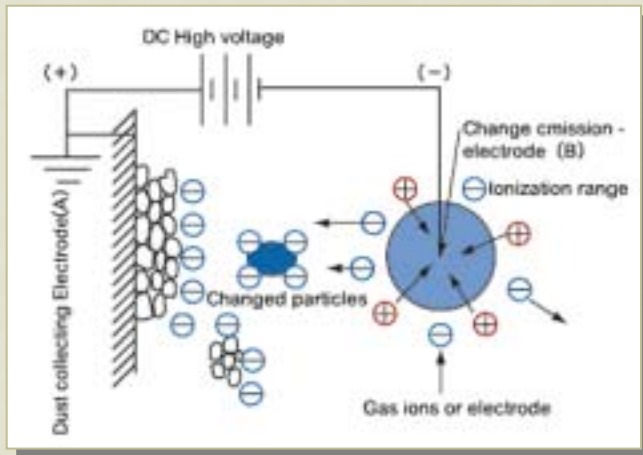 DC High voltage
(+)
(−)
Change cmission -
electrode (B)
Ionization range
Changed particles
Gas ions or electrode
Dust collecting Electrode(A)